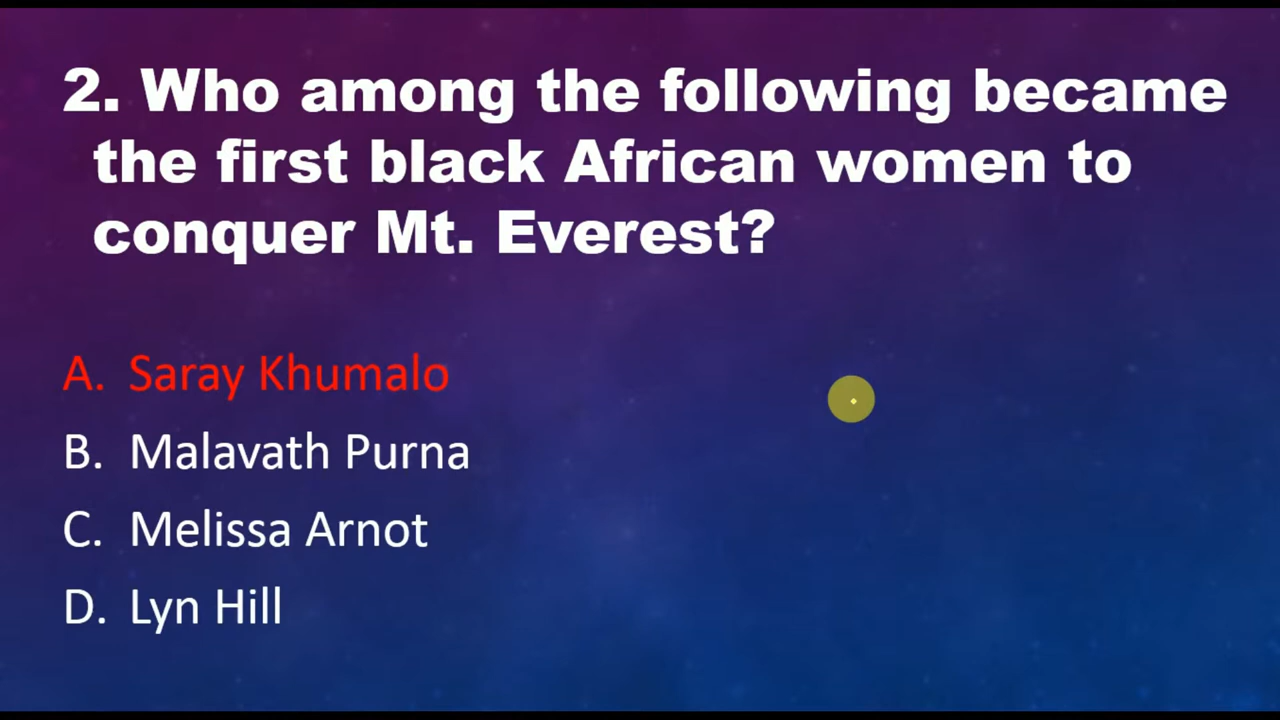 2. Who among the following became
the first black African women to
conquer Mt. Everest?
A. Saray Khumalo
B. Malavath Purna
C. Melissa Arnot
D. Lyn Hill